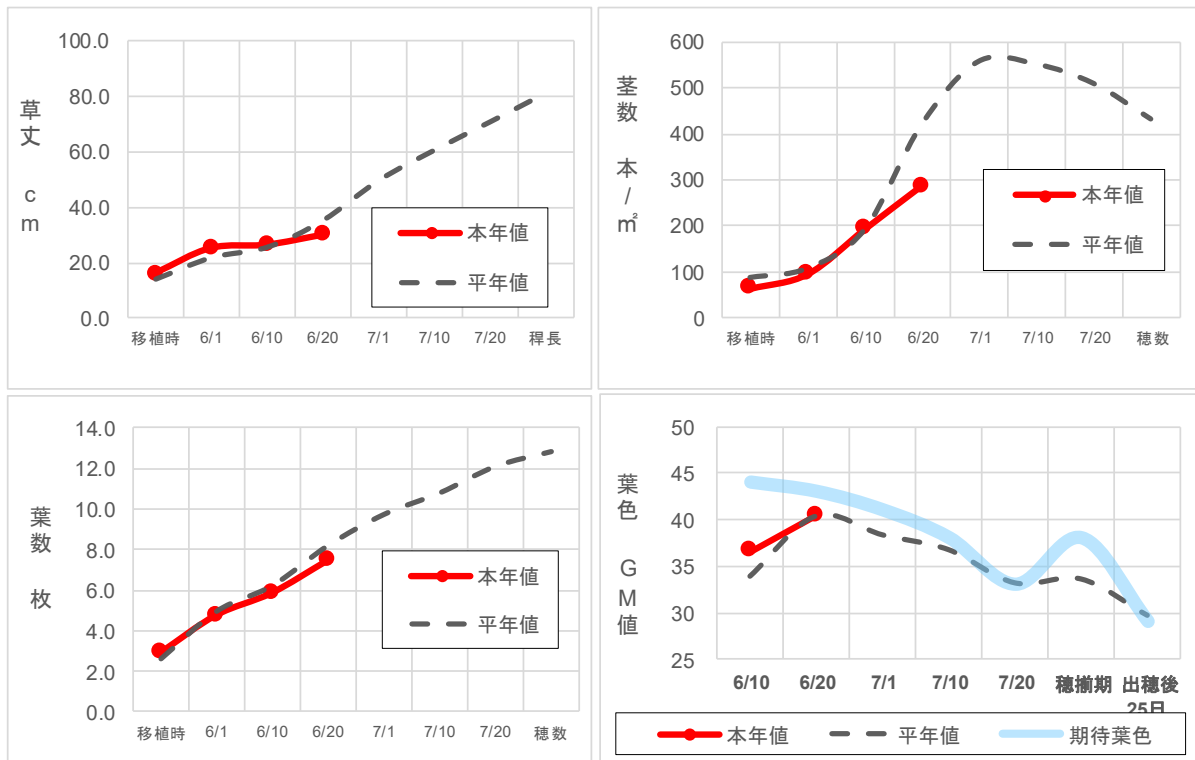 草丈 cm
100.0
80.0
60.0
40.0
20.0
0.0
本年値
平年値
移植時 6/1 6/10 6/20 7/1 7/10 7/20 稈長
茎数 本/㎡
600
500
400
300
200
100
0
本年値
平年値
移植時 6/1 6/10 6/20 7/1 7/10 7/20 穂数
葉数 枚
14.0
12.0
10.0
8.0
6.0
4.0
2.0
0.0
本年値
平年値
移植時 6/1 6/10 6/20 7/1 7/10 7/20 穂数
葉色 GM値
50
45
40
35
30
25
6/10 6/20 7/1 7/10 7/20 穂揃期 出穂後
25日
本年値 平年値 期待葉色